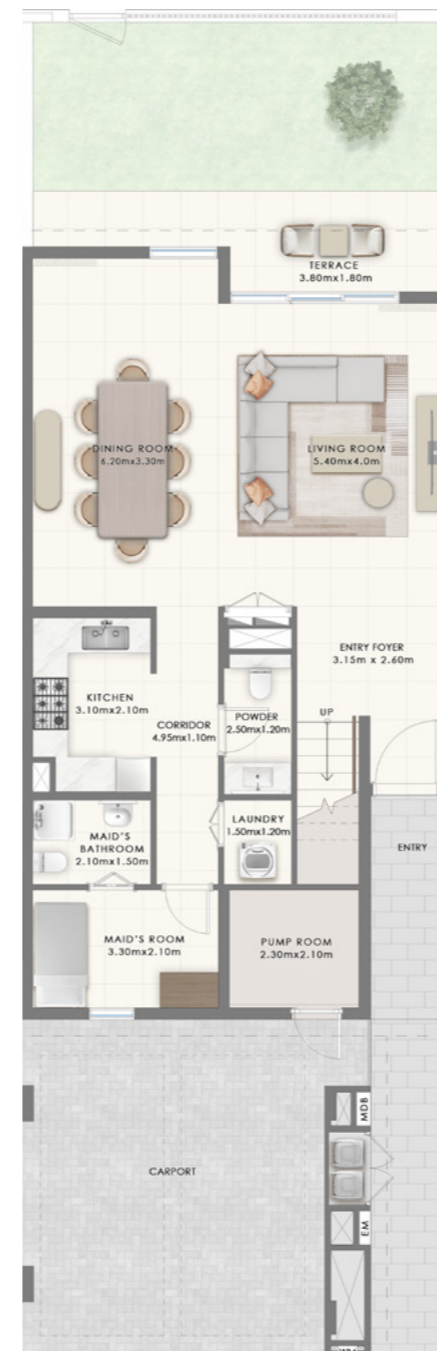 TERRACE
3.80mx1.80m
DINING ROOM
6.20mx3.30m
LIVING ROOM
5.40mx4.0m
ENTRY FOYER
3.15m x 2.60m
KITCHEN
3.10mx2.10m
CORRIDOR
4.95mx1.10m
POWDER
2.50mx1.20m
UP
LAUNDRY
1.50mx1.20m
MAID'S
BATHROOM
2.10mx1.50m
ENTRY
MAID'S ROOM
3.30mx2.10m
PUMP ROOM
2.30mx2.10m
MDB
CARPORT
EM